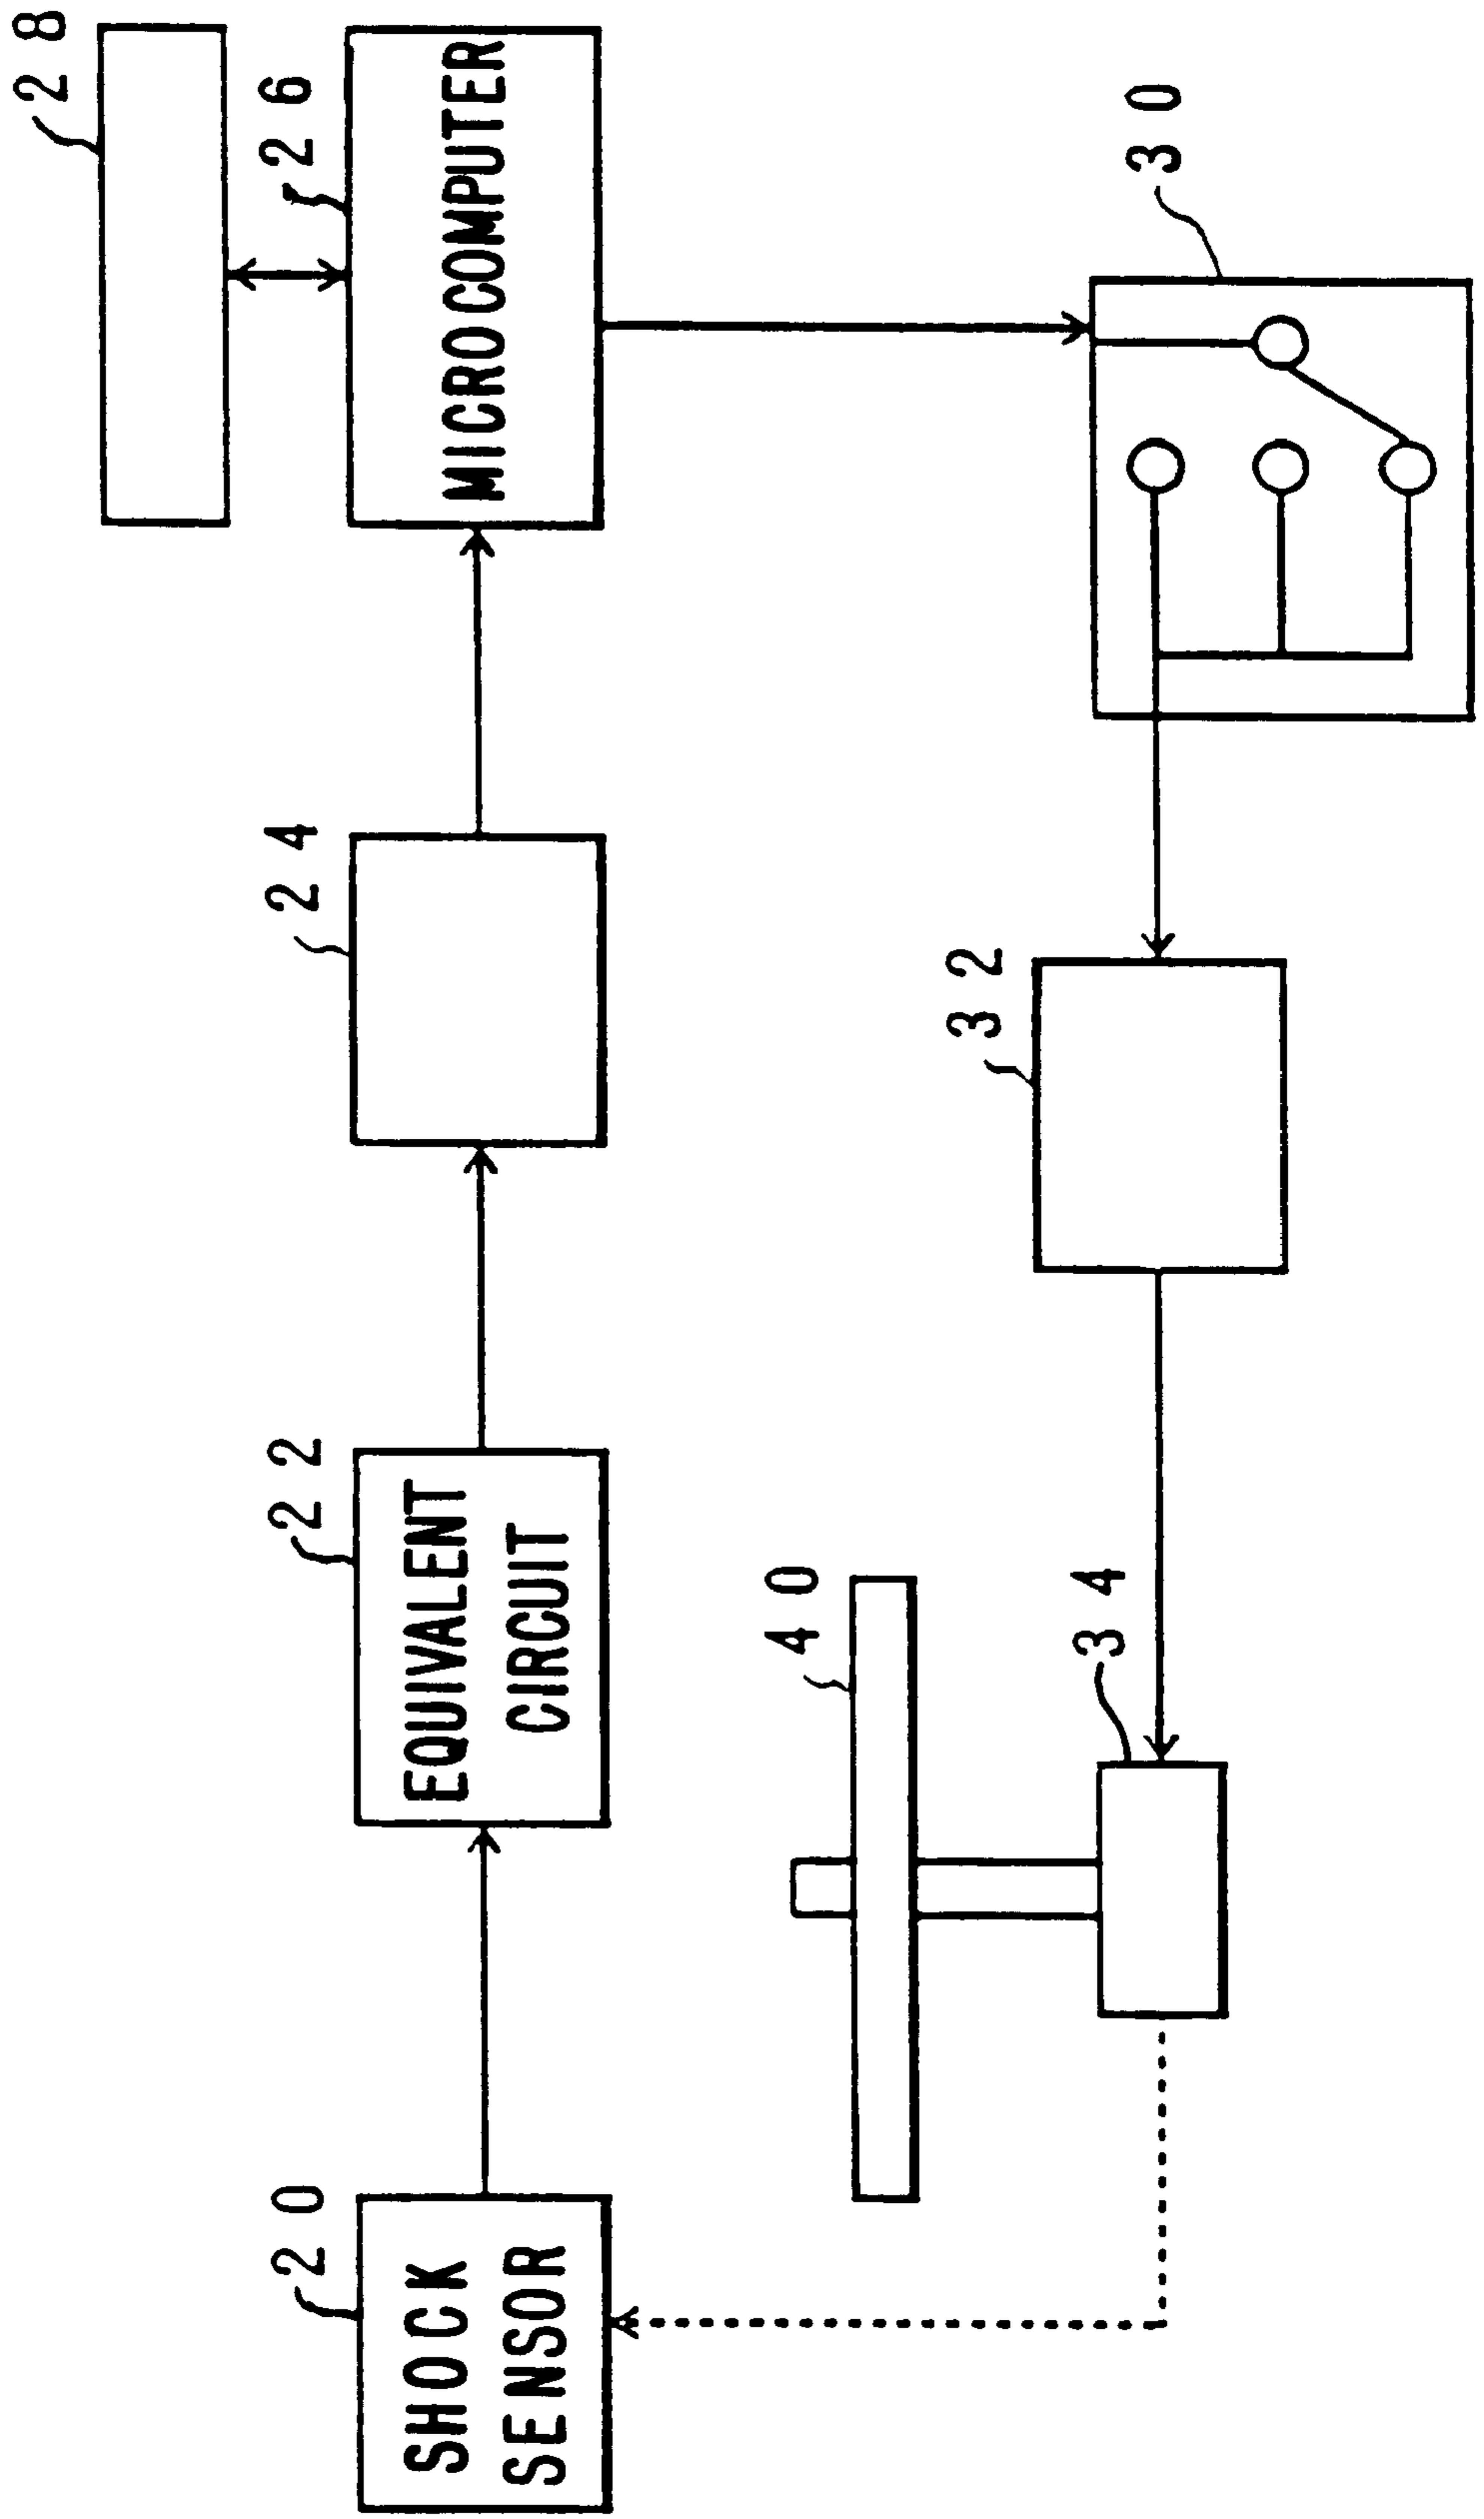 20
SHOCK
SENSOR
22
EQUIVALENT
CIRCUIT
24
26
MICROCOMPUTER
28
40
34
32
30